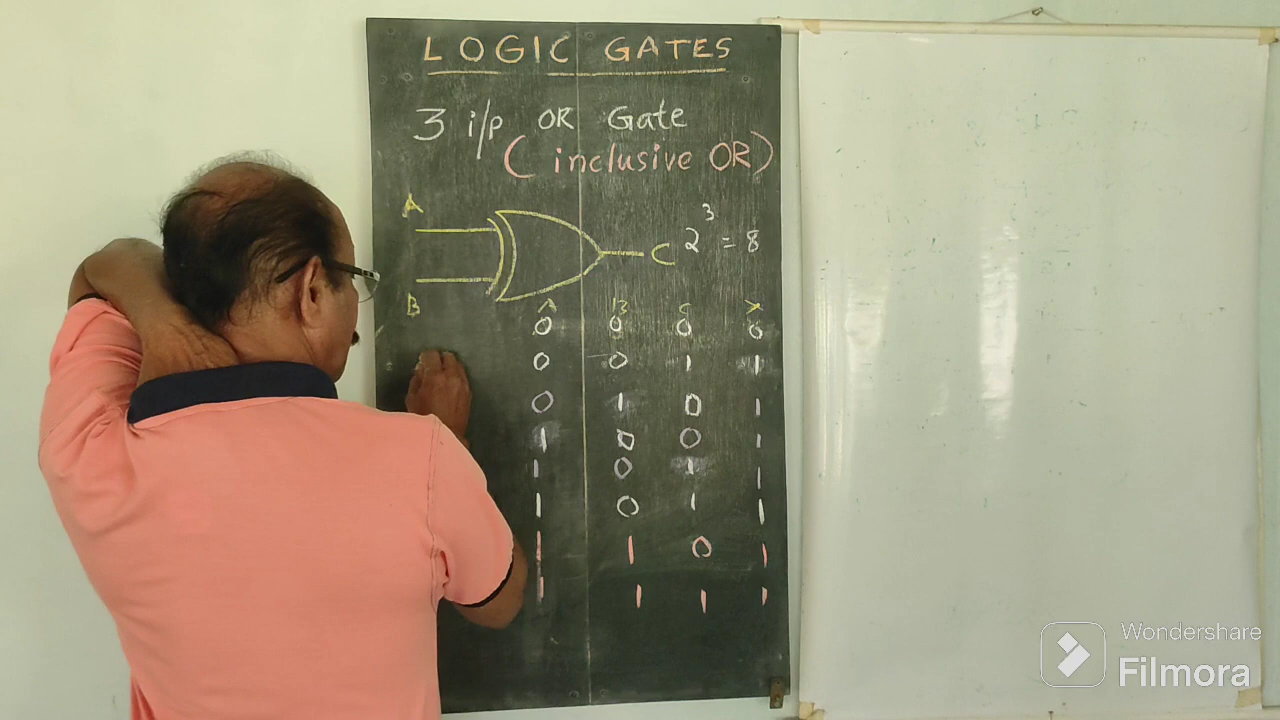 LOGIC GATES
3 i/p OR Gate
( inclusive OR )
A
2³ = 8
C
B
A B C Y
0 0 0 0
0 0 1 1
0 1 0 1
1 0 0 1
1 0 1 1
1 0 1 1
1 1 0 1
1 1 1 1
Wondershare
Filmora